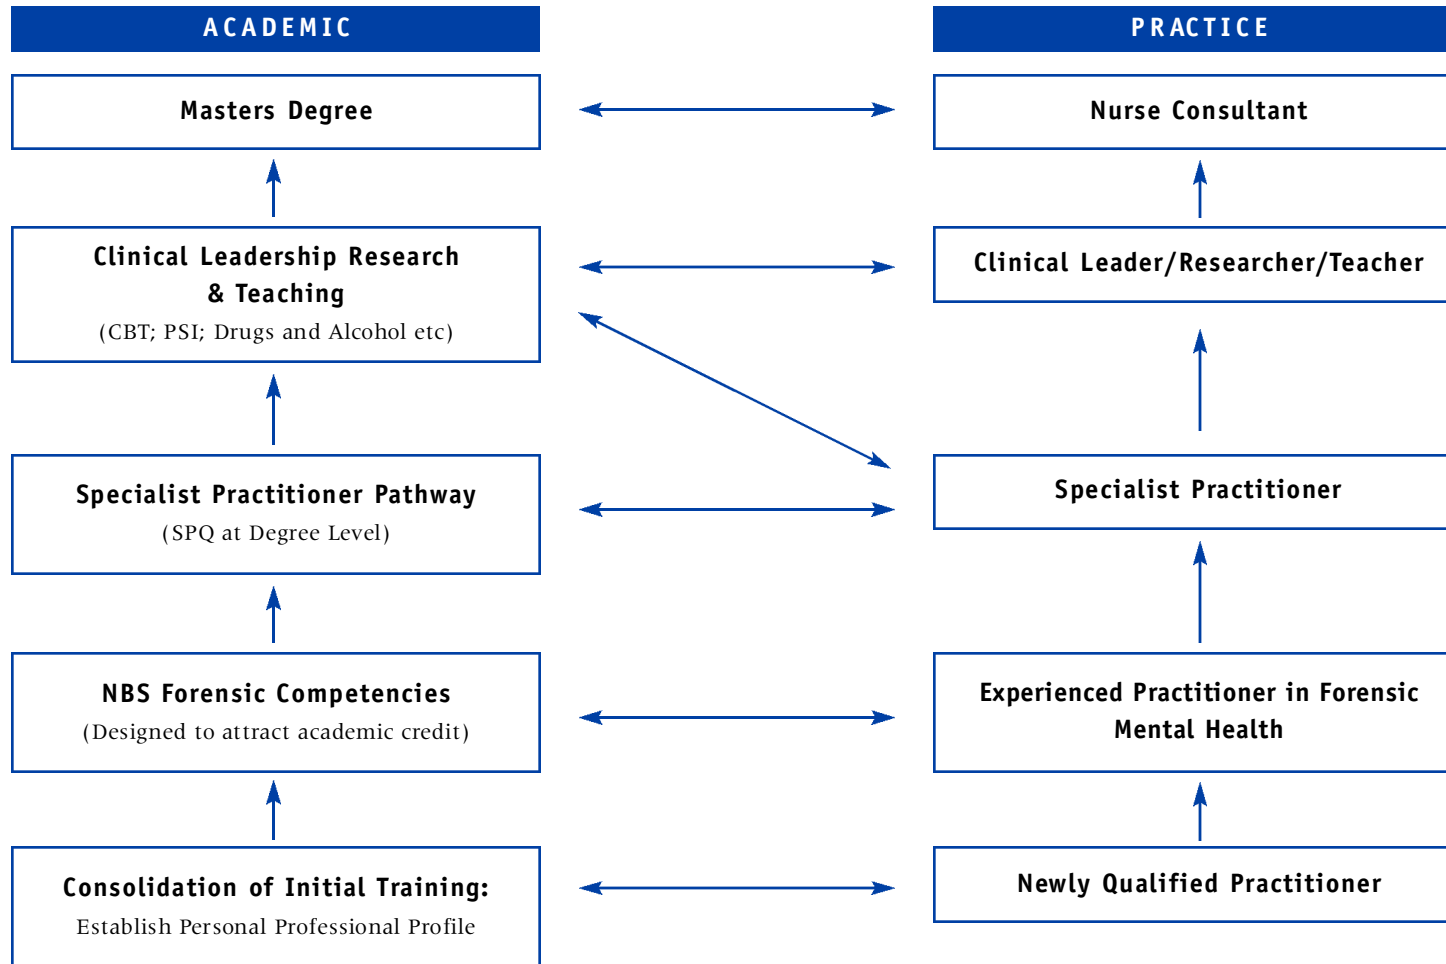 ACADEMIC
PRACTICE
Masters Degree
Nurse Consultant
Clinical Leadership Research
& Teaching
(CBT; PSI; Drugs and Alcohol etc)
Clinical Leader/Researcher/Teacher
Specialist Practitioner Pathway
(SPQ at Degree Level)
Specialist Practitioner
NBS Forensic Competencies
(Designed to attract academic credit)
Experienced Practitioner in Forensic
Mental Health
Consolidation of Initial Training:
Establish Personal Professional Profile
Newly Qualified Practitioner